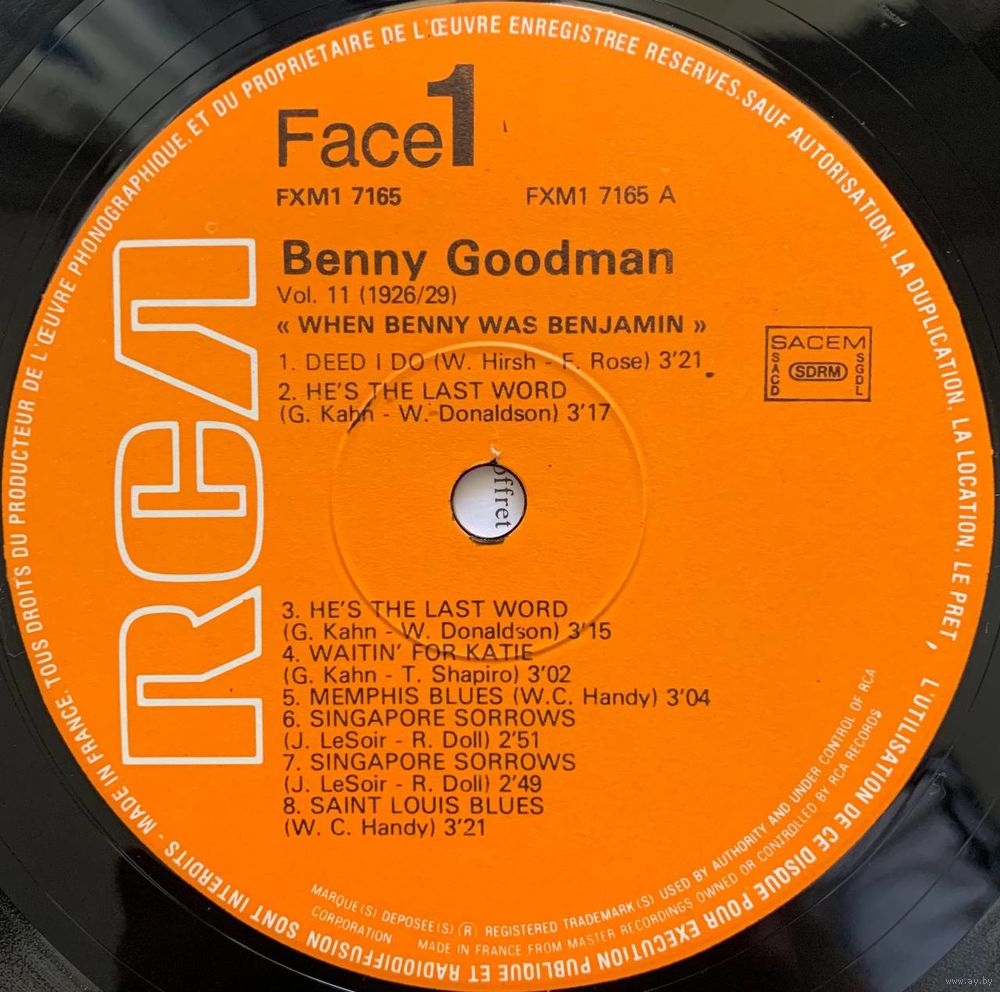 Face 1
FXM1 7165 FXM1 7165 A
Benny Goodman
Vol. 11 (1926/29)
« WHEN BENNY WAS BENJAMIN »
1. DEED I DO (W. Hirsh - F. Rose) 3'21
2. HE'S THE LAST WORD
(G. Kahn - W. Donaldson) 3'17
SACEM
SACD
SDRM
SGDL
offret
3. HE'S THE LAST WORD
(G. Kahn - W. Donaldson) 3'15
4. WAITIN' FOR KATIE
(G. Kahn - T. Shapiro) 3'02
5. MEMPHIS BLUES (W.C. Handy) 3'04
6. SINGAPORE SORROWS
(J. LeSoir - R. Doll) 2'51
7. SINGAPORE SORROWS
(J. LeSoir - R. Doll) 2'49
8. SAINT LOUIS BLUES
(W. C. Handy) 3'21
RCA
MADE IN FRANCE. TOUS DROITS DU PRODUCTEUR DE L'ŒUVRE PHONOGRAPHIQUE. ET DU PROPRIETAIRE DE L'ŒUVRE ENREGISTREE RESERVES. SAUF AUTORISATION, LA DUPLICATION, LA LOCATION, LE PRET, L'UTILISATION DE CE DISQUE POUR EXECUTION PUBLIQUE ET RADIODIFFUSION SONT INTERDITS -
MARQUE(S) DEPOSEE(S) (R) REGISTERED TRADEMARK(S) USED BY AUTHORITY AND UNDER CONTROL OF RCA
CORPORATION MADE IN FRANCE FROM MASTER RECORDINGS OWNED OR CONTROLLED BY RCA RECORDS
www.ay.by